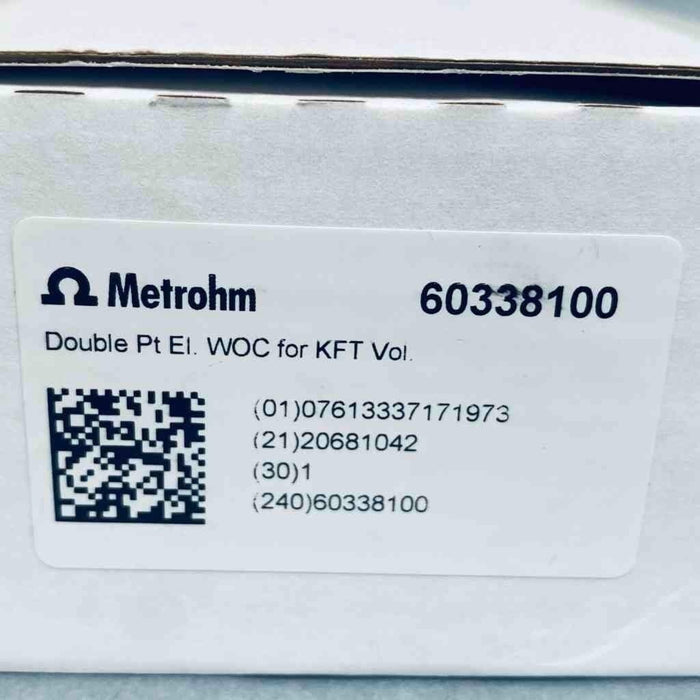 Metrohm 60338100
Double Pt El. WOC for KFT Vol.
(01)07613337171973
(21)20681042
(30)1
(240)60338100